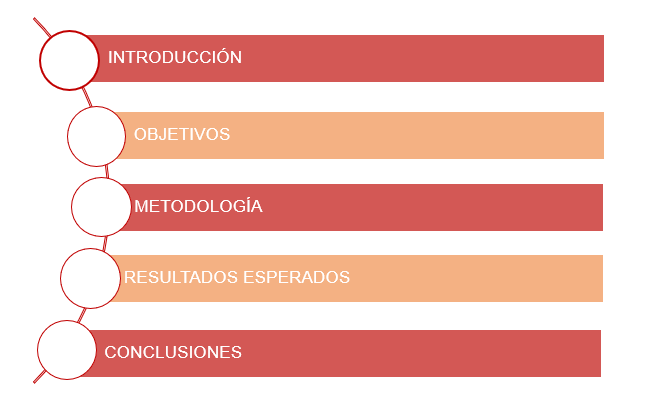 INTRODUCCIÓN
OBJETIVOS
METODOLOGÍA
RESULTADOS ESPERADOS
CONCLUSIONES